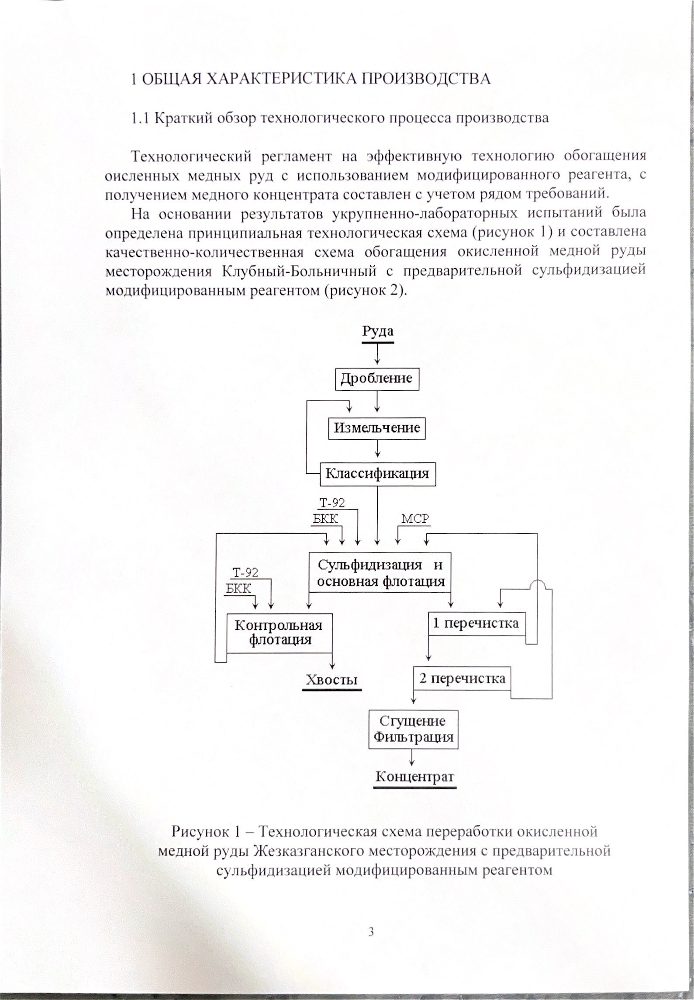 1 ОБЩАЯ ХАРАКТЕРИСТИКА ПРОИЗВОДСТВА
1.1 Краткий обзор технологического процесса производства
Технологический регламент на эффективную технологию обогащения
оисленных медных руд с использованием модифицированного реагента, с
получением медного концентрата составлен с учетом рядом требований.
На основании результатов укрупненно-лабораторных испытаний была
определена принципиальная технологическая схема (рисунок 1) и составлена
качественно-количественная схема обогащения окисленной медной руды
месторождения Клубный-Больничный с предварительной сульфидизацией
модифицированным реагентом (рисунок 2).
Руда
Дробление
Измельчение
Классификация
Т-92
БКК
МСР
Сульфидизация и
основная флотация
Т-92
БКК
Контрольная
флотация
1 перечистка
Хвосты
2 перечистка
Сгущение
Фильтрация
Концентрат
Рисунок 1 – Технологическая схема переработки окисленной
медной руды Жезказганского месторождения с предварительной
сульфидизацией модифицированным реагентом
3